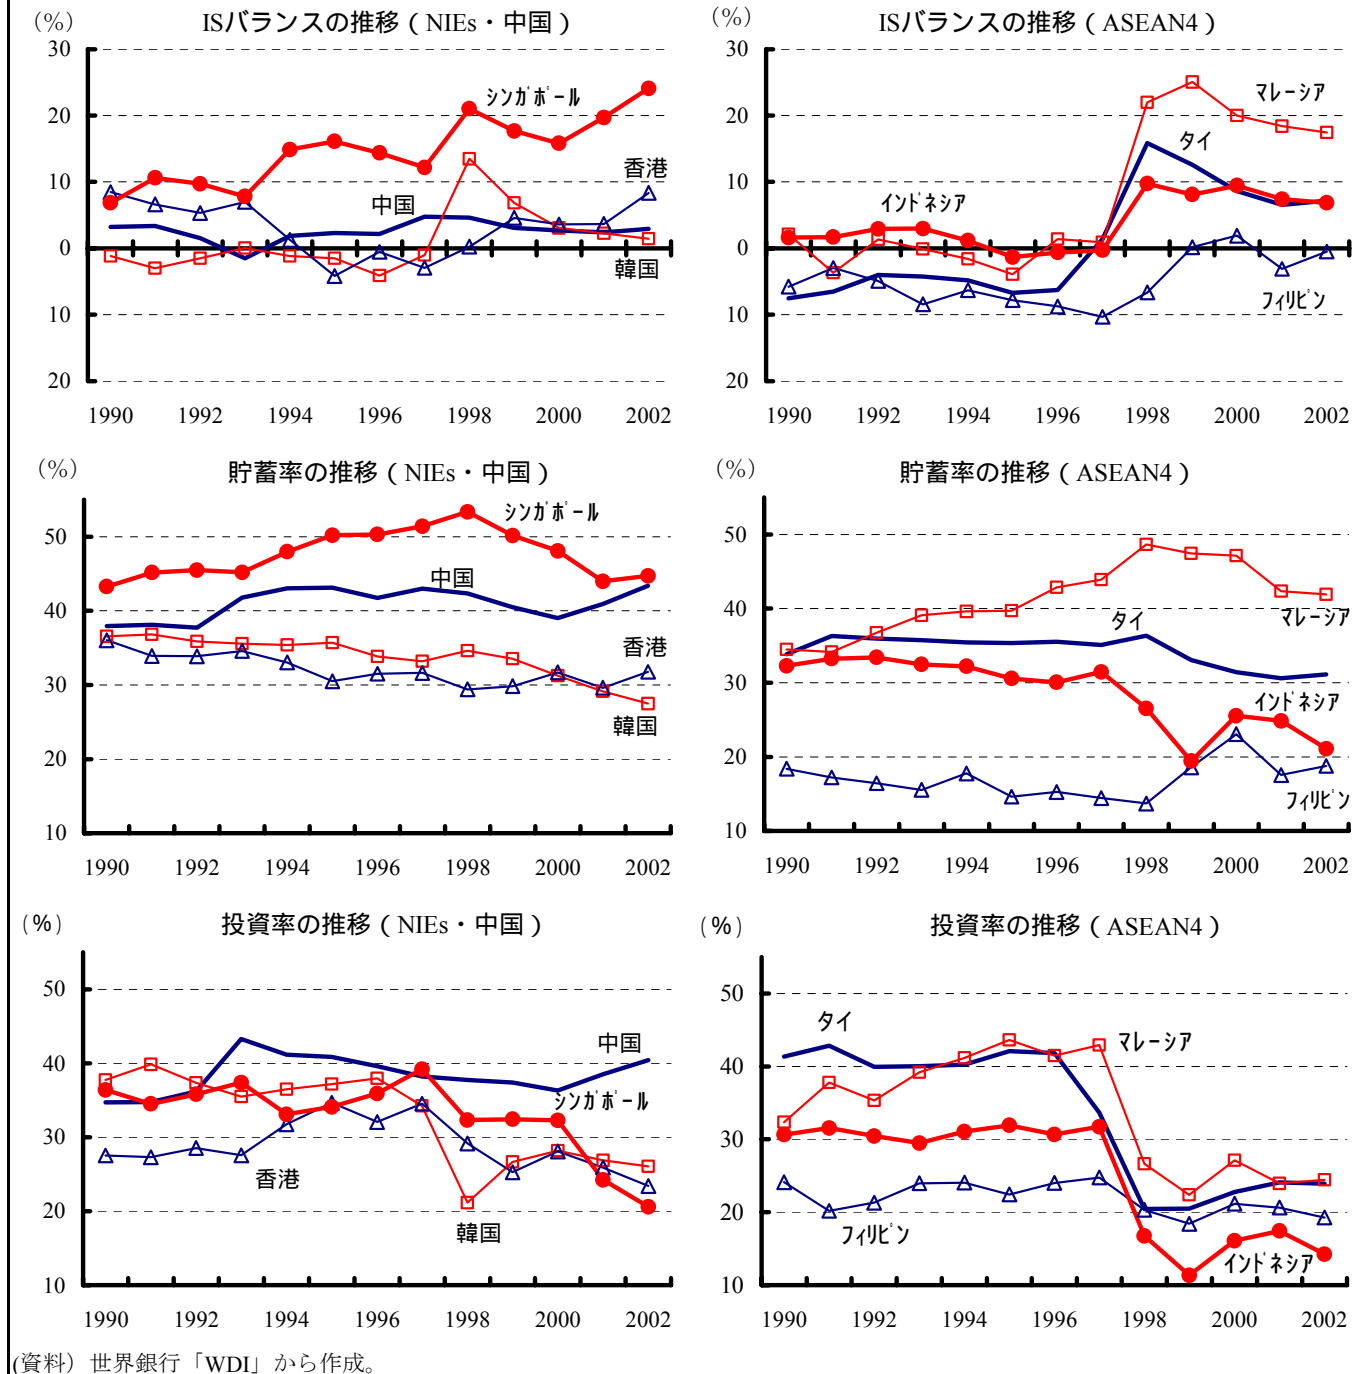 (%)
ISバランスの推移（NIEs・中国）
30
20
10
0
10
20
シンガポール
香港
中国
韓国
1990 1992 1994 1996 1998 2000 2002
(%)
ISバランスの推移（ASEAN4）
30
20
10
0
10
20
マレーシア
タイ
インドネシア
フィリピン
1990 1992 1994 1996 1998 2000 2002
(%)
貯蓄率の推移（NIEs・中国）
50
40
30
20
10
シンガポール
中国
香港
韓国
1990 1992 1994 1996 1998 2000 2002
(%)
貯蓄率の推移（ASEAN4）
50
40
30
20
10
タイ
マレーシア
インドネシア
フィリピン
1990 1992 1994 1996 1998 2000 2002
(%)
投資率の推移（NIEs・中国）
50
40
30
20
10
中国
シンガポール
香港
韓国
1990 1992 1994 1996 1998 2000 2002
(%)
投資率の推移（ASEAN4）
50
40
30
20
10
タイ
マレーシア
フィリピン
インドネシア
1990 1992 1994 1996 1998 2000 2002
(資料）世界銀行「WDI」から作成。